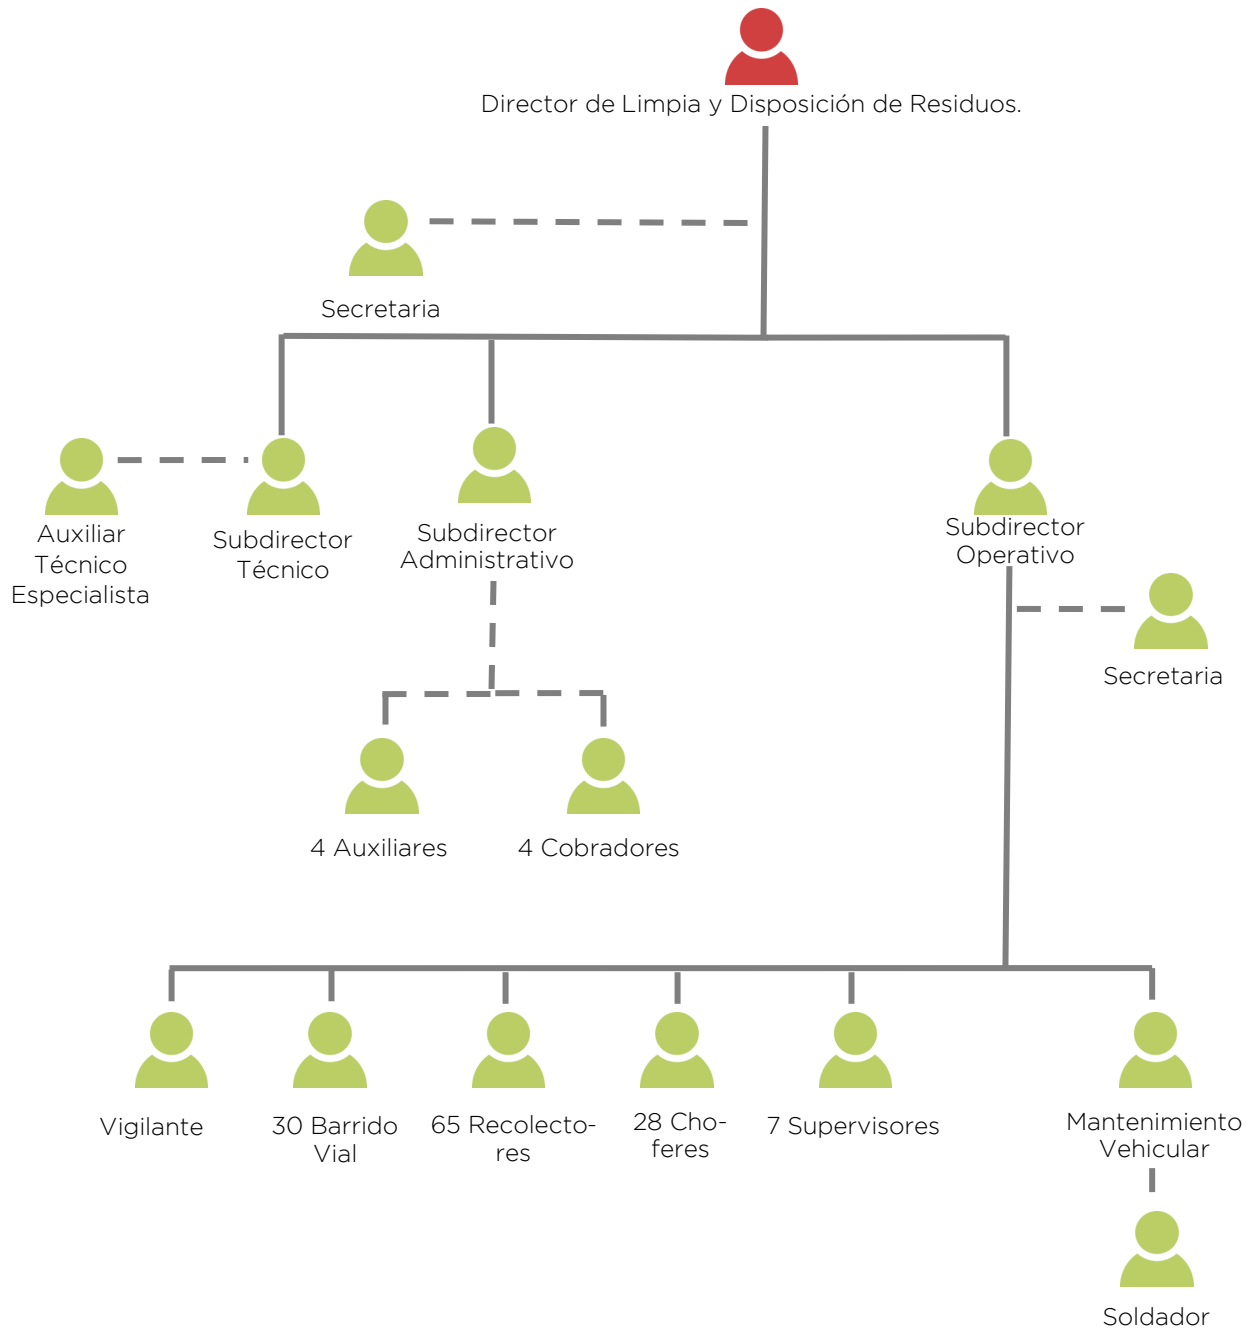 Director de Limpia y Disposición de Residuos.
Secretaria
Auxiliar
Técnico
Especialista
Subdirector
Técnico
Subdirector
Administrativo
Subdirector
Operativo
Secretaria
4 Auxiliares
4 Cobradores
Vigilante
30 Barrido
Vial
65 Recolecto-
res
28 Cho-
feres
7 Supervisores
Mantenimiento
Vehicular
Soldador